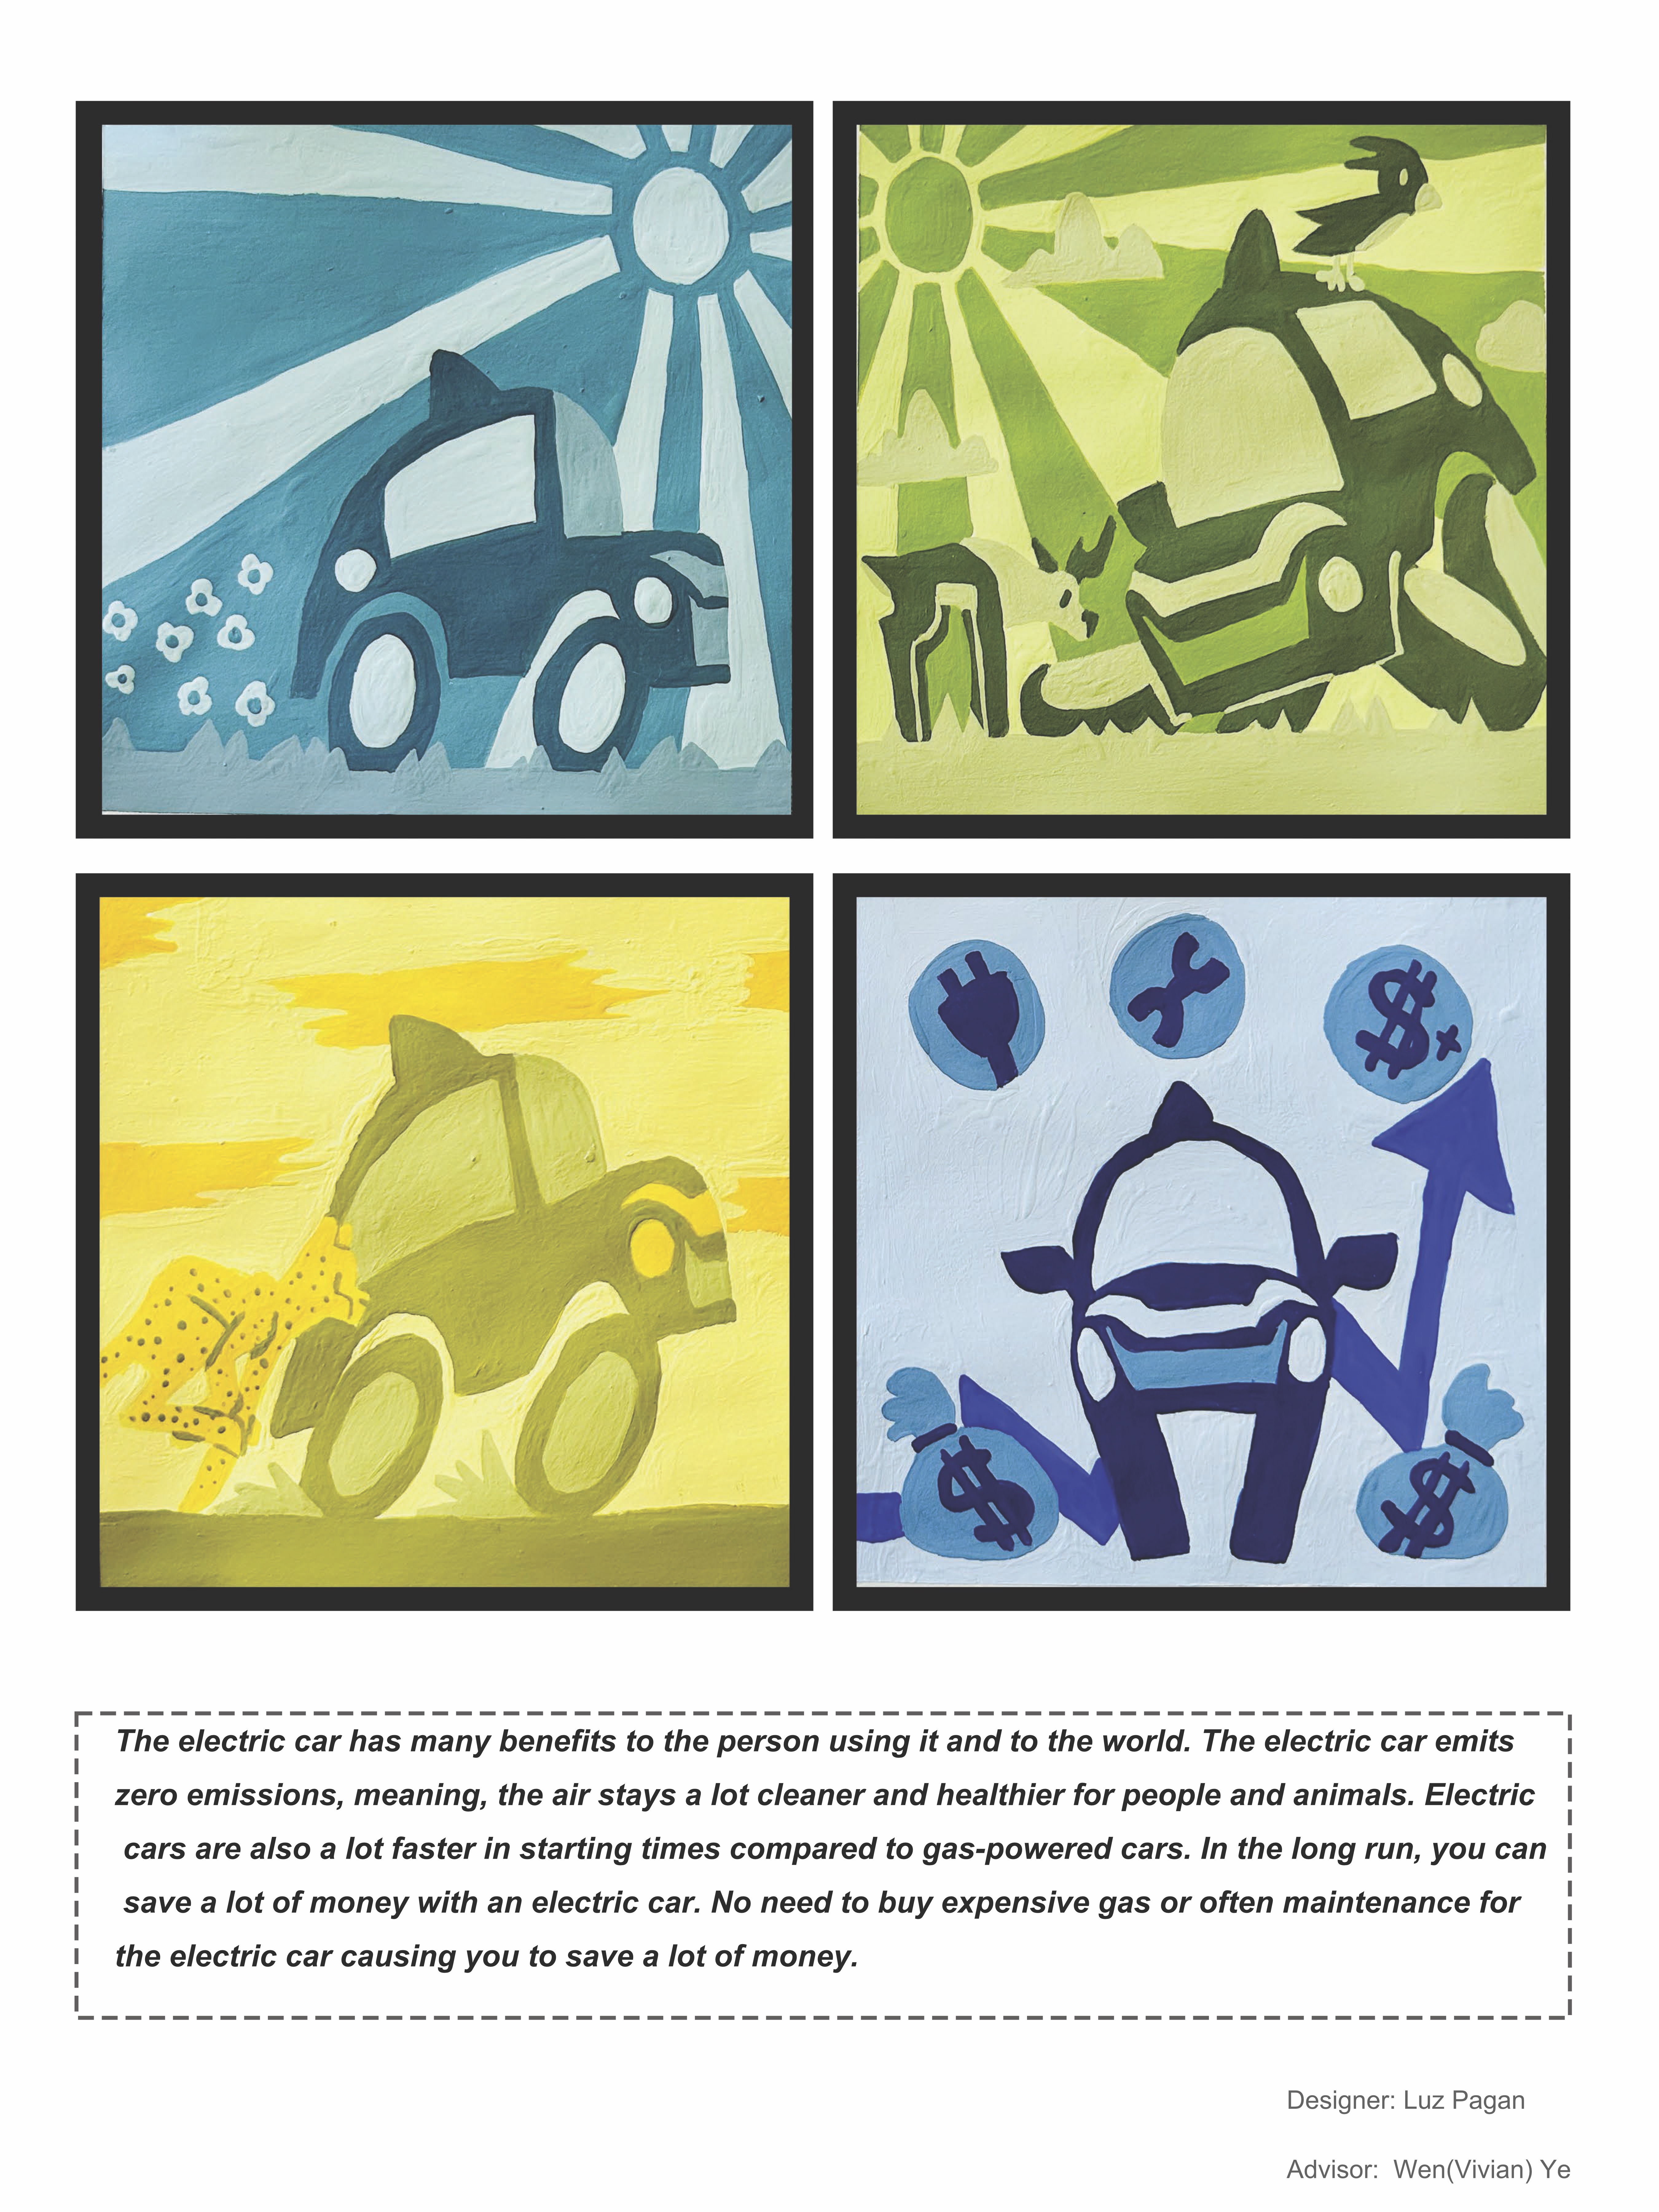 The electric car has many benefits to the person using it and to the world. The electric car emits
zero emissions, meaning, the air stays a lot cleaner and healthier for people and animals. Electric
cars are also a lot faster in starting times compared to gas-powered cars. In the long run, you can
save a lot of money with an electric car. No need to buy expensive gas or often maintenance for
the electric car causing you to save a lot of money.
Designer: Luz Pagan
Advisor: Wen(Vivian) Ye